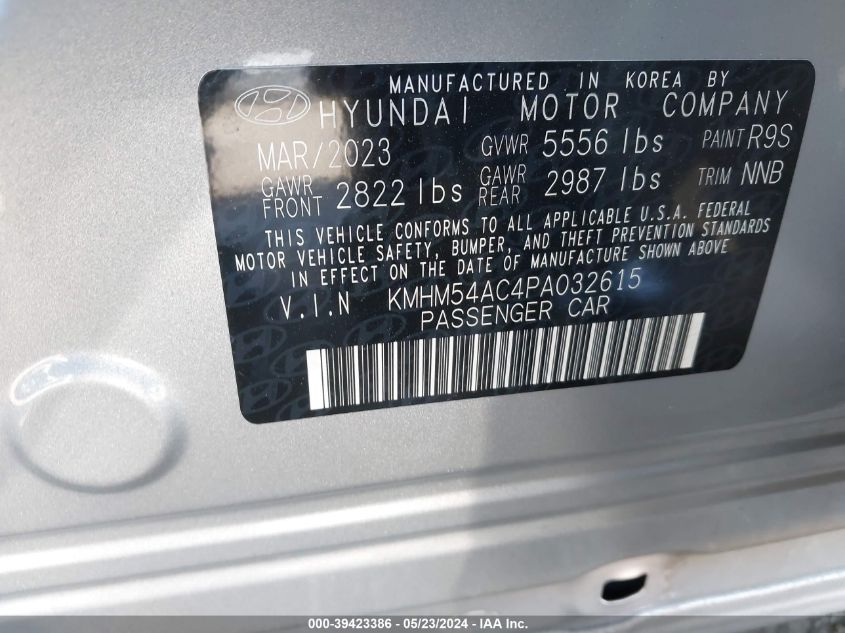 MANUFACTURED IN KOREA BY
HYUNDAI MOTOR COMPANY
MAR/2023 GVWR 5556 lbs PAINT R9S
GAWR FRONT 2822 lbs GAWR REAR 2987 lbs TRIM NNB
THIS VEHICLE CONFORMS TO ALL APPLICABLE U.S.A. FEDERAL
MOTOR VEHICLE SAFETY, BUMPER, AND THEFT PREVENTION STANDARDS
IN EFFECT ON THE DATE OF MANUFACTURE SHOWN ABOVE
V.I.N KMHM54AC4PA032615
PASSENGER CAR
000-39423386 - 05/23/2024 - IAA Inc.